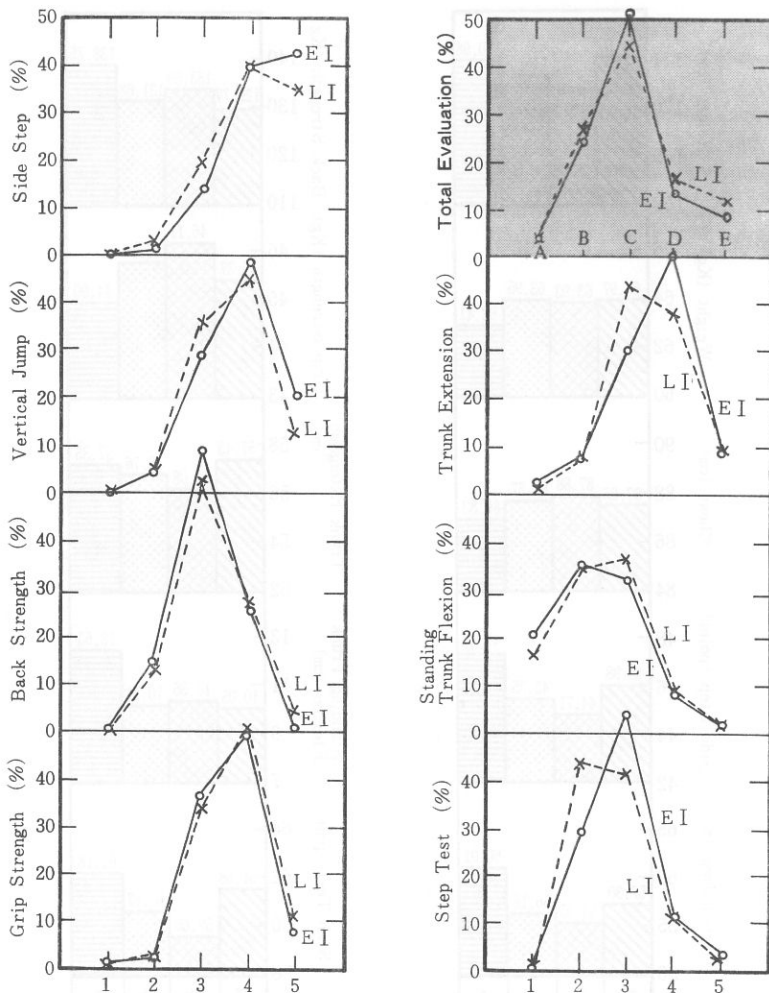 50
40
30
20
10
0
Side Step (%)
E I
L I
40
30
20
10
0
Vertical Jump (%)
E I
L I
40
30
20
10
0
Back Strength (%)
L I
E I
40
30
20
10
0
Grip Strength (%)
L I
E I
1 2 3 4 5
50
40
30
20
10
0
Total Evaluation (%)
L I
E I
A B C D E
40
30
20
10
0
Trunk Extension (%)
L I
E I
40
30
20
10
0
Standing
Trunk Flexion (%)
L I
E I
40
30
20
10
0
Step Test (%)
E I
L I
1 2 3 4 5